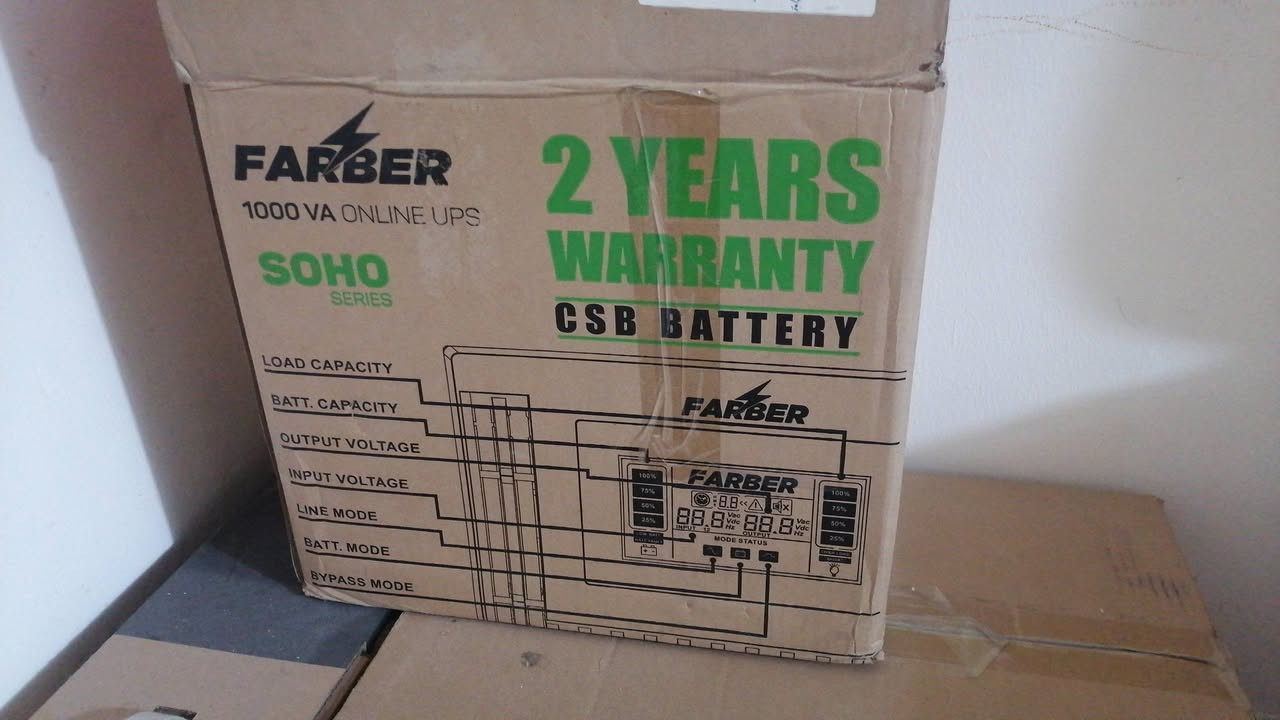 FARBER
1000 VA ONLINE UPS
SOHO
SERIES
2 YEARS
WARRANTY
CSB BATTERY
LOAD CAPACITY
BATT. CAPACITY
OUTPUT VOLTAGE
INPUT VOLTAGE
LINE MODE
BATT. MODE
BYPASS MODE
FARBER
FARBER
100%
75%
50%
25%
8.8
88.8 Vac Vdc Hz
INPUT
88.8 Vac Vdc Hz
OUTPUT
MODE STATUS
100%
75%
50%
25%